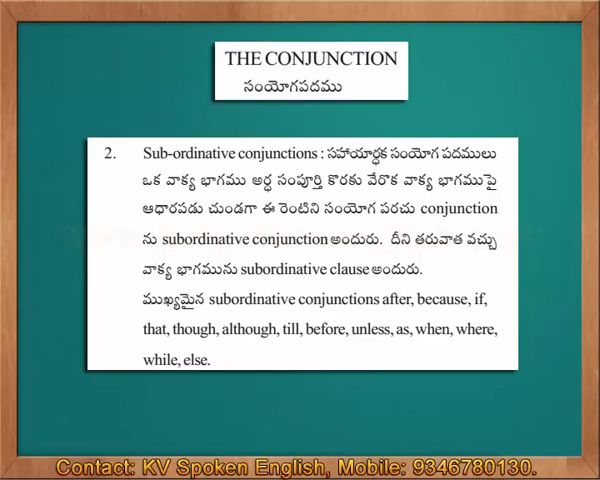 THE CONJUNCTION
సంయోగపదము
2. Sub-ordinative conjunctions : సహాయార్థక సంయోగ పదములు
ఒక వాక్య భాగము అర్ధ సంపూర్తి కొరకు వేరొక వాక్య భాగముపై
ఆధారపడు చుండగా ఈ రెంటిని సంయోగ పరచు conjunction
ను subordinative conjunction అందురు. దీని తరువాత వచ్చు
వాక్య భాగమును subordinative clause అందురు.
ముఖ్యమైన subordinative conjunctions after, because, if,
that, though, although, till, before, unless, as, when, where,
while, else.
Contact: KV Spoken English, Mobile: 9346780130.